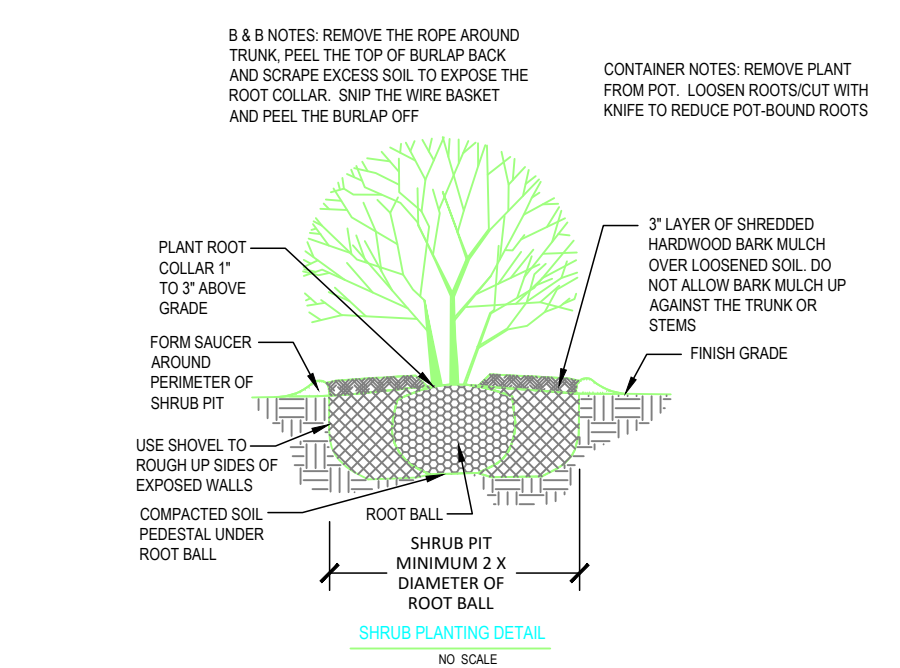 B & B NOTES: REMOVE THE ROPE AROUND
TRUNK, PEEL THE TOP OF BURLAP BACK
AND SCRAPE EXCESS SOIL TO EXPOSE THE
ROOT COLLAR. SNIP THE WIRE BASKET
AND PEEL THE BURLAP OFF
CONTAINER NOTES: REMOVE PLANT
FROM POT. LOOSEN ROOTS/CUT WITH
KNIFE TO REDUCE POT-BOUND ROOTS
PLANT ROOT
COLLAR 1"
TO 3" ABOVE
GRADE
3" LAYER OF SHREDDED
HARDWOOD BARK MULCH
OVER LOOSENED SOIL. DO
NOT ALLOW BARK MULCH UP
AGAINST THE TRUNK OR
STEMS
FORM SAUCER
AROUND
PERIMETER OF
SHRUB PIT
FINISH GRADE
USE SHOVEL TO
ROUGH UP SIDES OF
EXPOSED WALLS
COMPACTED SOIL
PEDESTAL UNDER
ROOT BALL
ROOT BALL
SHRUB PIT
MINIMUM 2 X
DIAMETER OF
ROOT BALL
SHRUB PLANTING DETAIL
NO SCALE